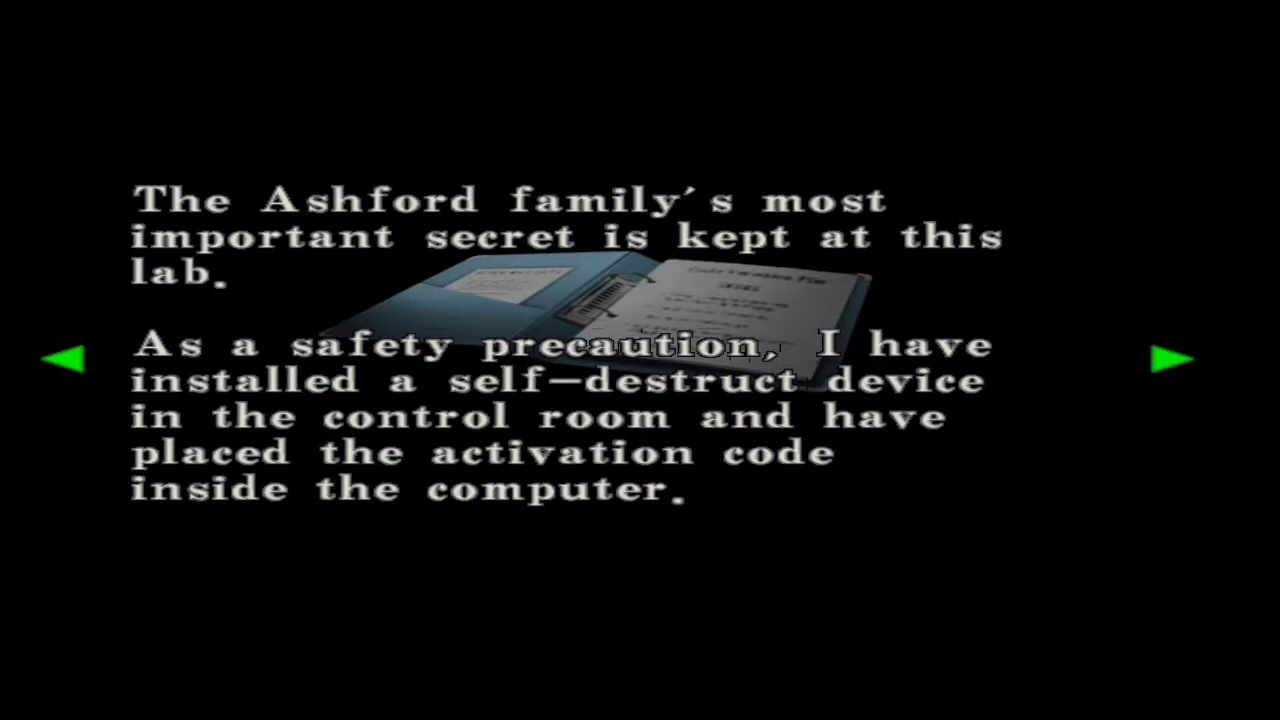 The Ashford family's most
important secret is kept at this
lab.
As a safety precaution, I have
installed a self-destruct device
in the control room and have
placed the activation code
inside the computer.